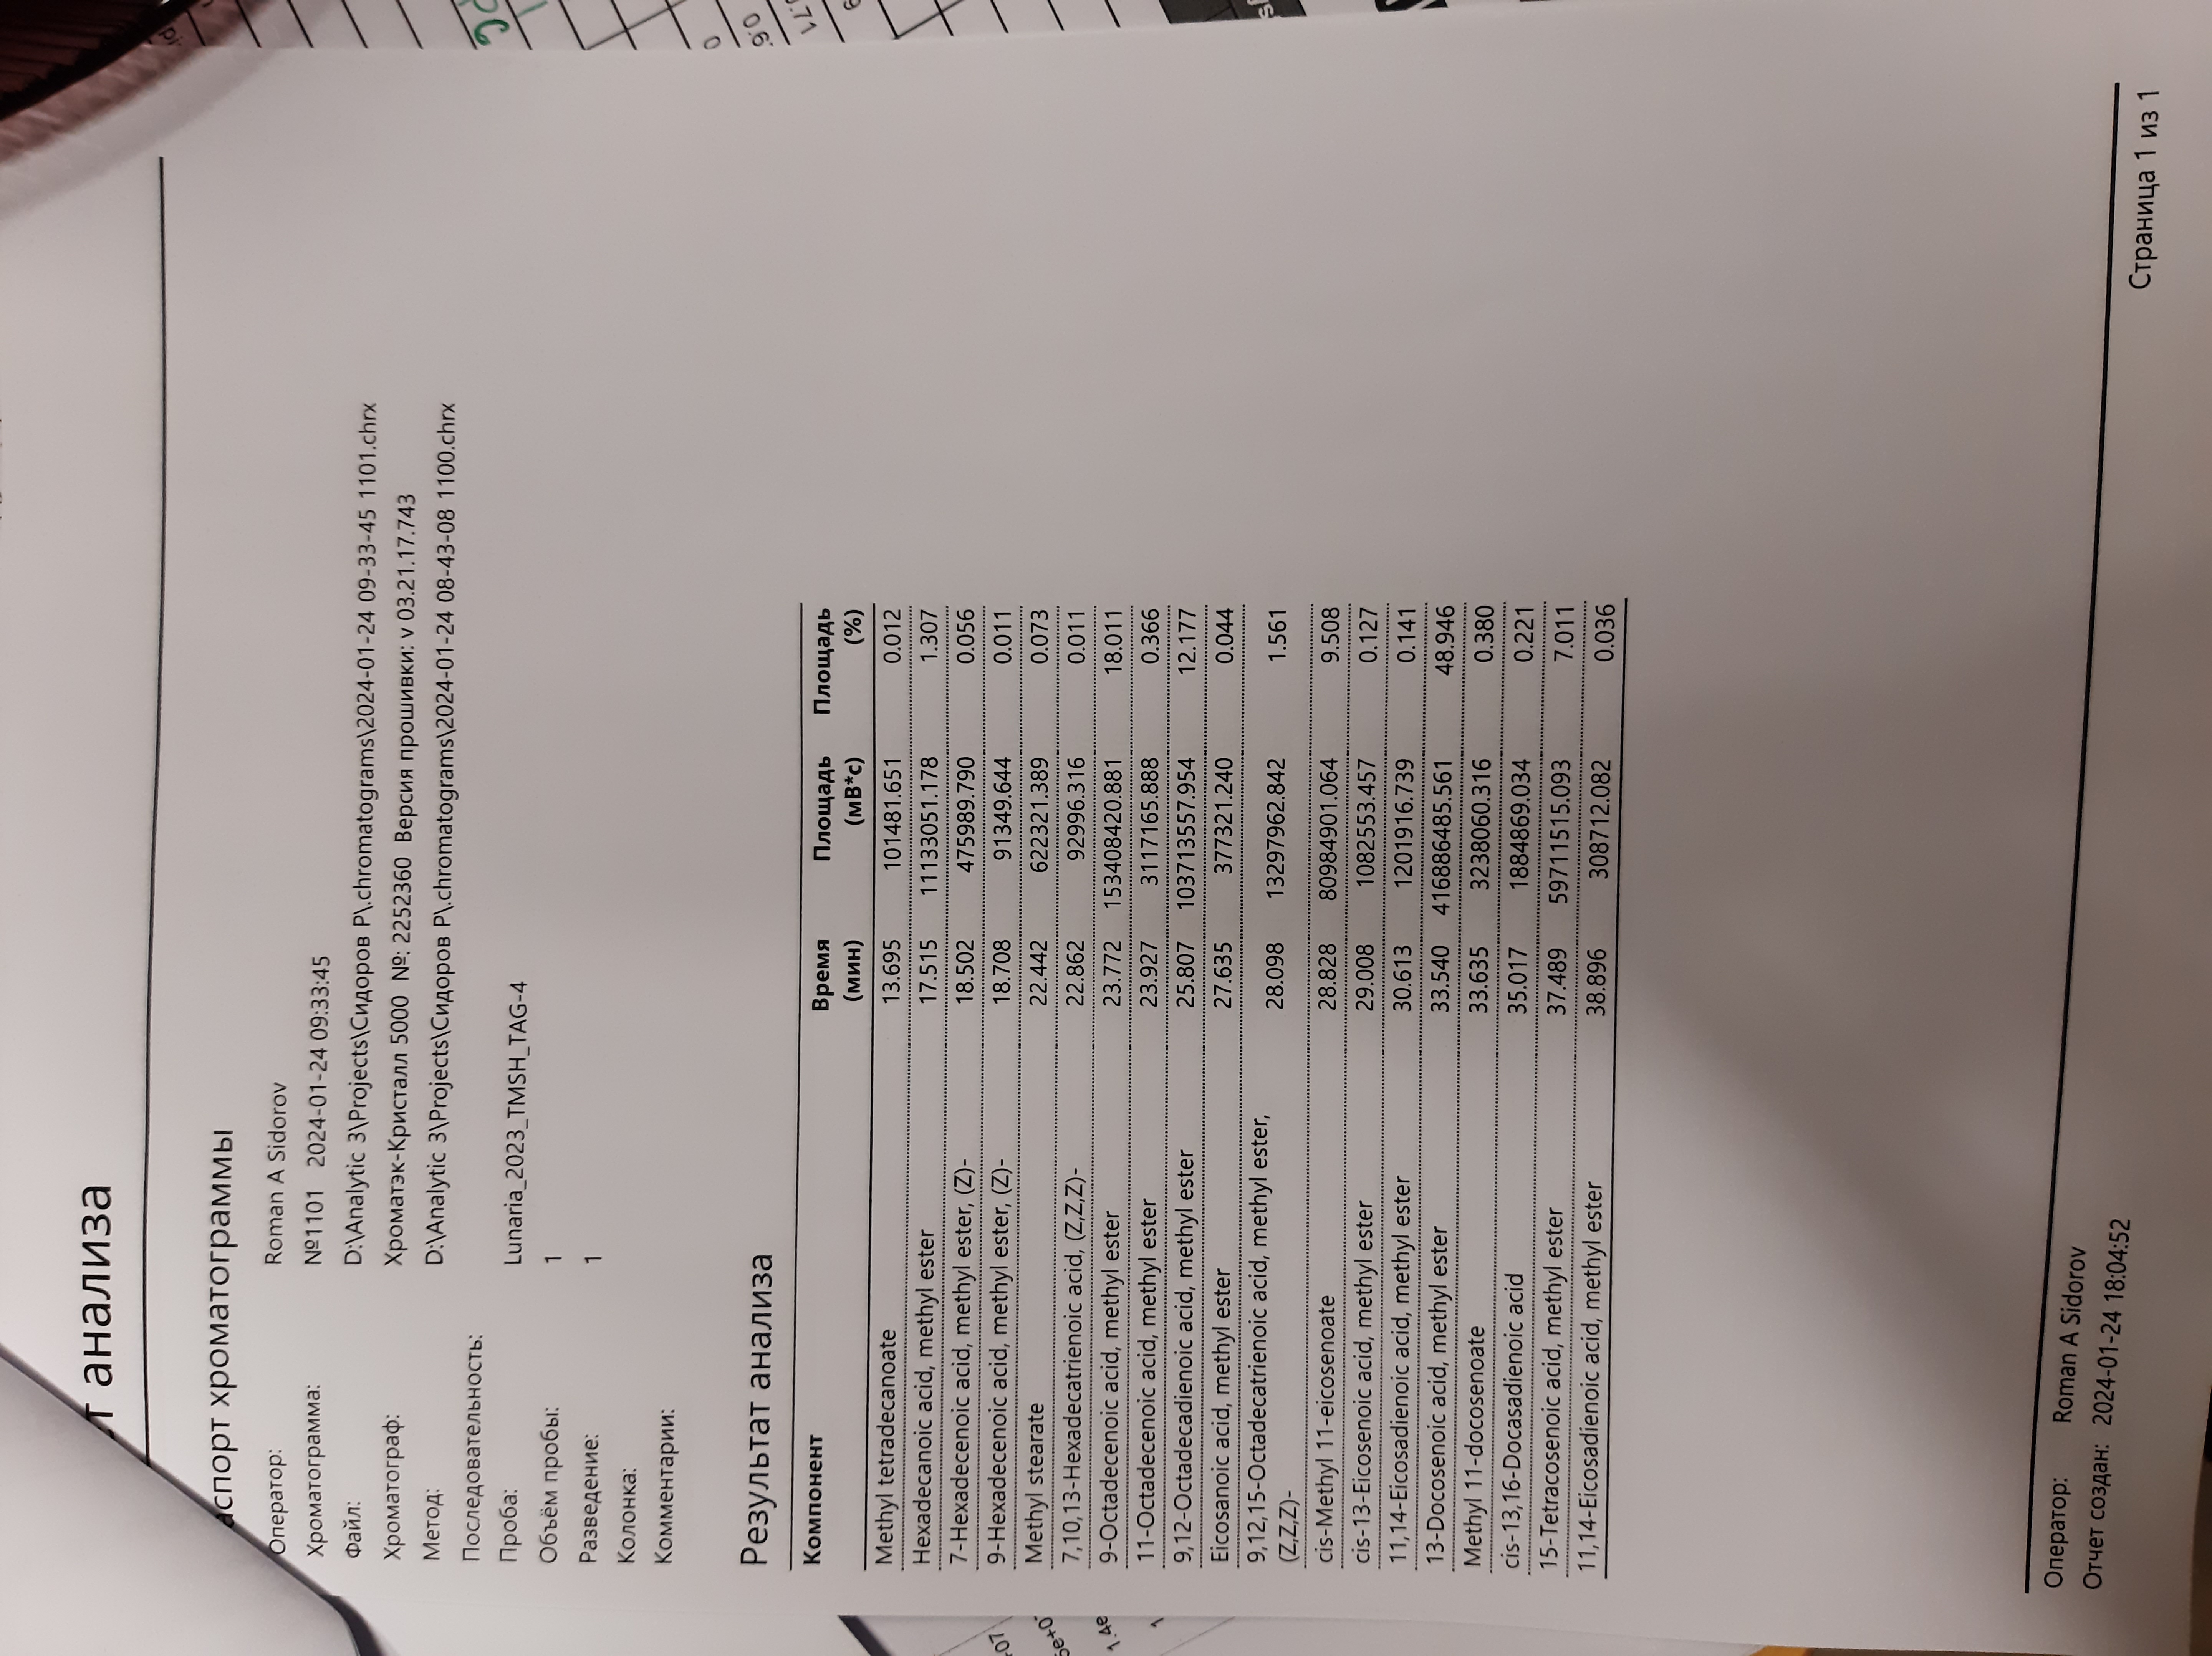 т анализа
аспорт хроматограммы
Оператор: Roman A Sidorov
Хроматограмма: №1101 2024-01-24 09:33:45
Файл: D:\Analytic 3\Projects\Сидоров Р\.chromatograms\2024-01-24 09-33-45 1101.chrx
Хроматограф: Хроматэк-Кристалл 5000 №: 2252360 Версия прошивки: v 03.21.17.743
Метод: D:\Analytic 3\Projects\Сидоров Р\.chromatograms\2024-01-24 08-43-08 1100.chrx
Последовательность:
Проба: Lunaria_2023_TMSH_TAG-4
Объём пробы: 1
Разведение: 1
Колонка:
Комментарии:
Результат анализа
Компонент Время Площадь Площадь
(мин) (мВ*с) (%)
Methyl tetradecanoate 13.695 101481.651 0.012
Hexadecanoic acid, methyl ester 17.515 11133051.178 1.307
7-Hexadecenoic acid, methyl ester, (Z)- 18.502 475989.790 0.056
9-Hexadecenoic acid, methyl ester, (Z)- 18.708 91349.644 0.011
Methyl stearate 22.442 622321.389 0.073
7,10,13-Hexadecatrienoic acid, (Z,Z,Z)- 22.862 92996.316 0.011
9-Octadecenoic acid, methyl ester 23.772 153408420.881 18.011
11-Octadecenoic acid, methyl ester 23.927 3117165.888 0.366
9,12-Octadecadienoic acid, methyl ester 25.807 103713557.954 12.177
Eicosanoic acid, methyl ester 27.635 377321.240 0.044
9,12,15-Octadecatrienoic acid, methyl ester,
(Z,Z,Z)- 28.098 13297962.842 1.561
cis-Methyl 11-eicosenoate 28.828 80984901.064 9.508
cis-13-Eicosenoic acid, methyl ester 29.008 1082553.457 0.127
11,14-Eicosadienoic acid, methyl ester 30.613 1201916.739 0.141
13-Docosenoic acid, methyl ester 33.540 416886485.561 48.946
Methyl 11-docosenoate 33.635 3238060.316 0.380
cis-13,16-Docasadienoic acid 35.017 1884869.034 0.221
15-Tetracosenoic acid, methyl ester 37.489 59711515.093 7.011
11,14-Eicosadienoic acid, methyl ester 38.896 308712.082 0.036
Оператор: Roman A Sidorov
Отчет создан: 2024-01-24 18:04:52
Страница 1 из 1